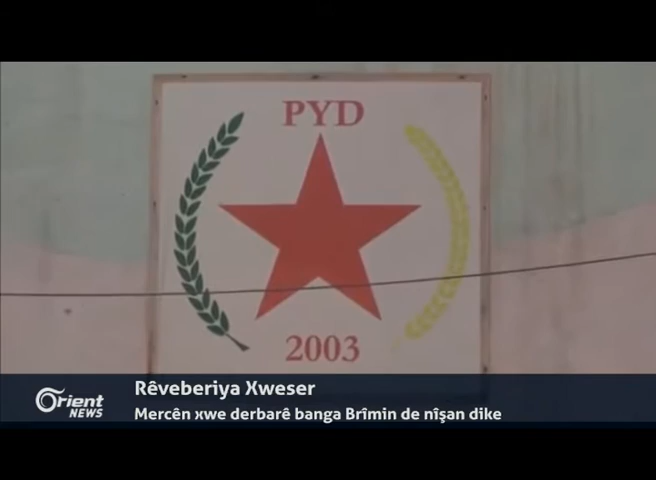 PYD
2003
Rêveberiya Xweser
Orient
NEWS
Mercên xwe derbarê banga Brîmin de nîşan dike